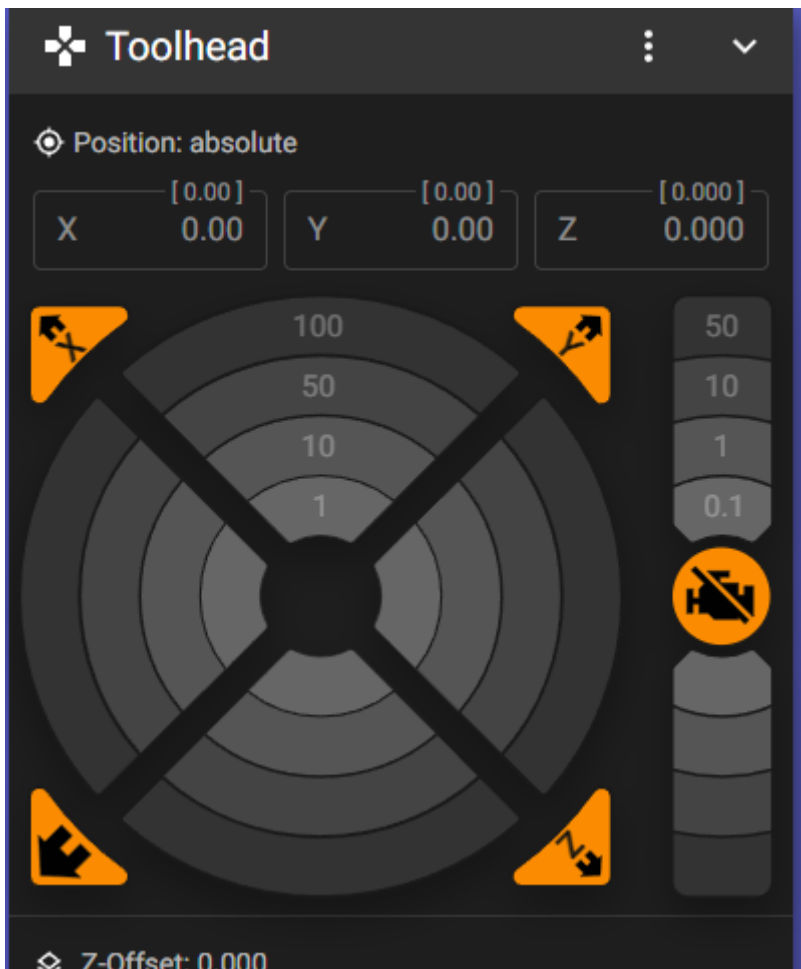 Toolhead
Position: absolute
[ 0.00 ] [ 0.00 ] [ 0.000 ]
X 0.00 Y 0.00 Z 0.000
X Y
100 50
50 10
10 1
1 0.1
Z
Z-Offset: 0.000